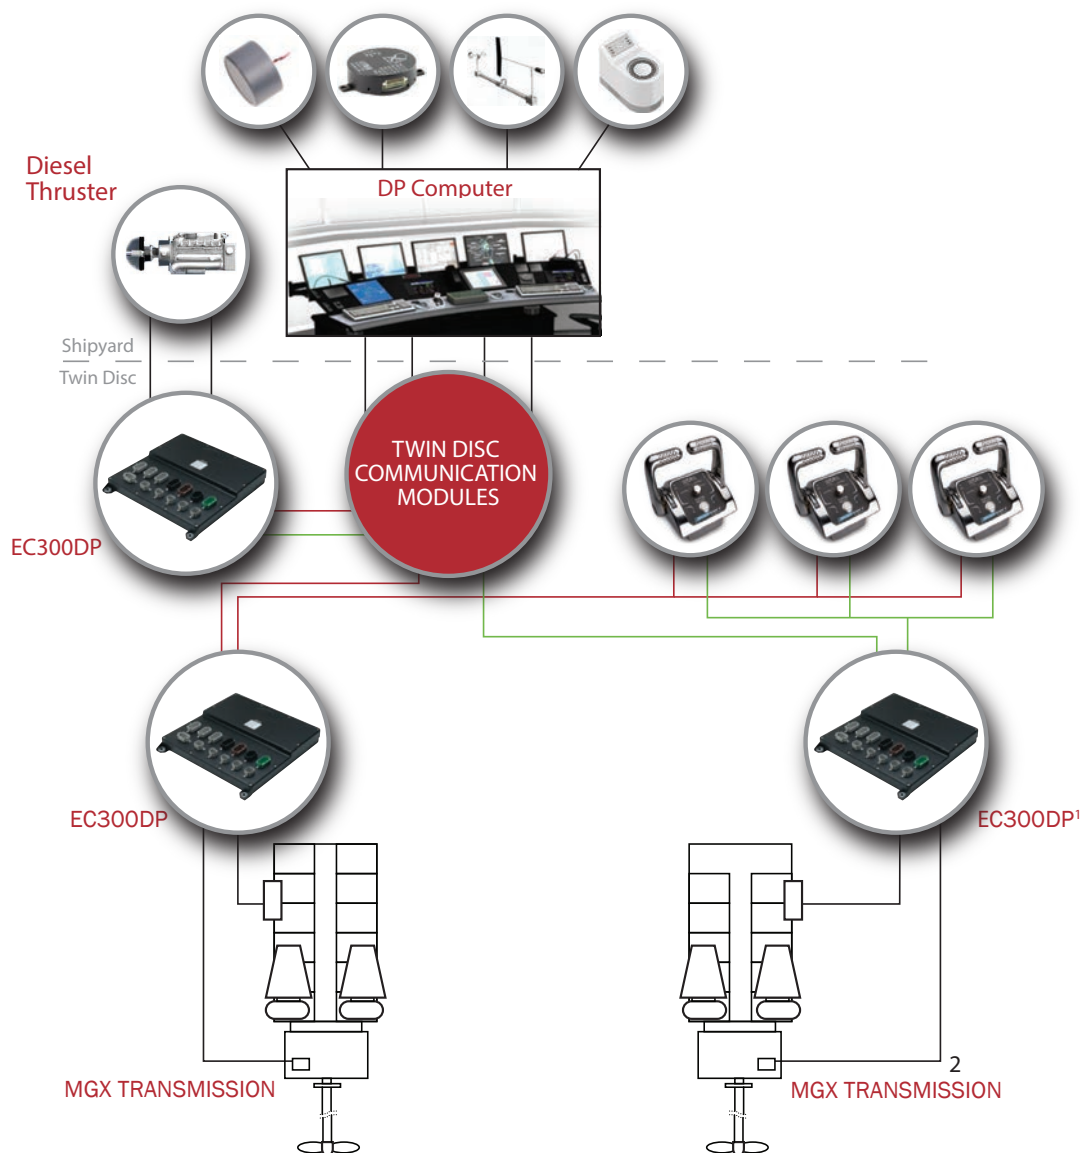 Diesel
Thruster
DP Computer
Shipyard
Twin Disc
TWIN DISC
COMMUNICATION
MODULES
EC300DP
EC300DP
EC300DP¹
2
MGX TRANSMISSION
MGX TRANSMISSION